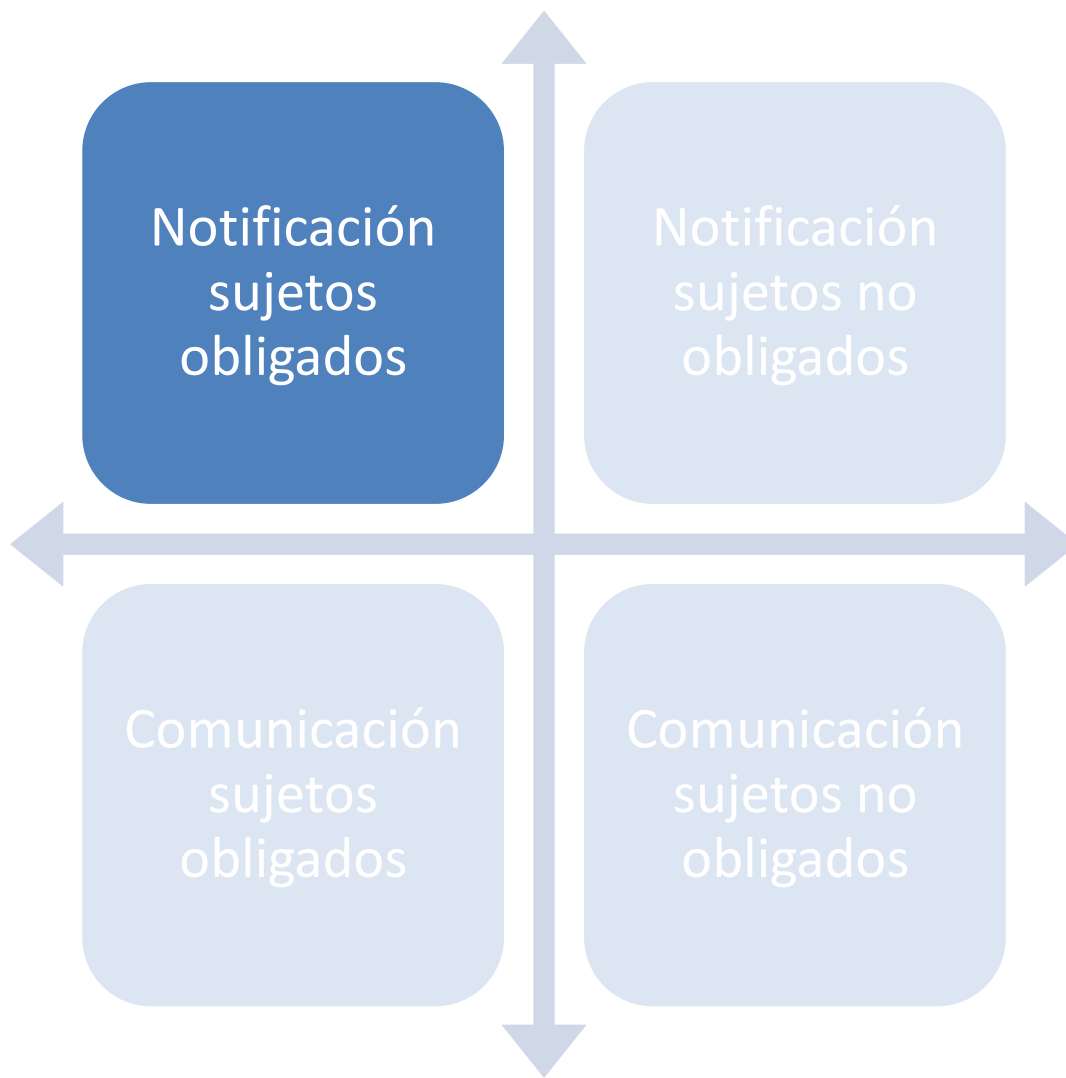 Notificación
sujetos
obligados
Notificación
sujetos no
obligados
Comunicación
sujetos
obligados
Comunicación
sujetos no
obligados